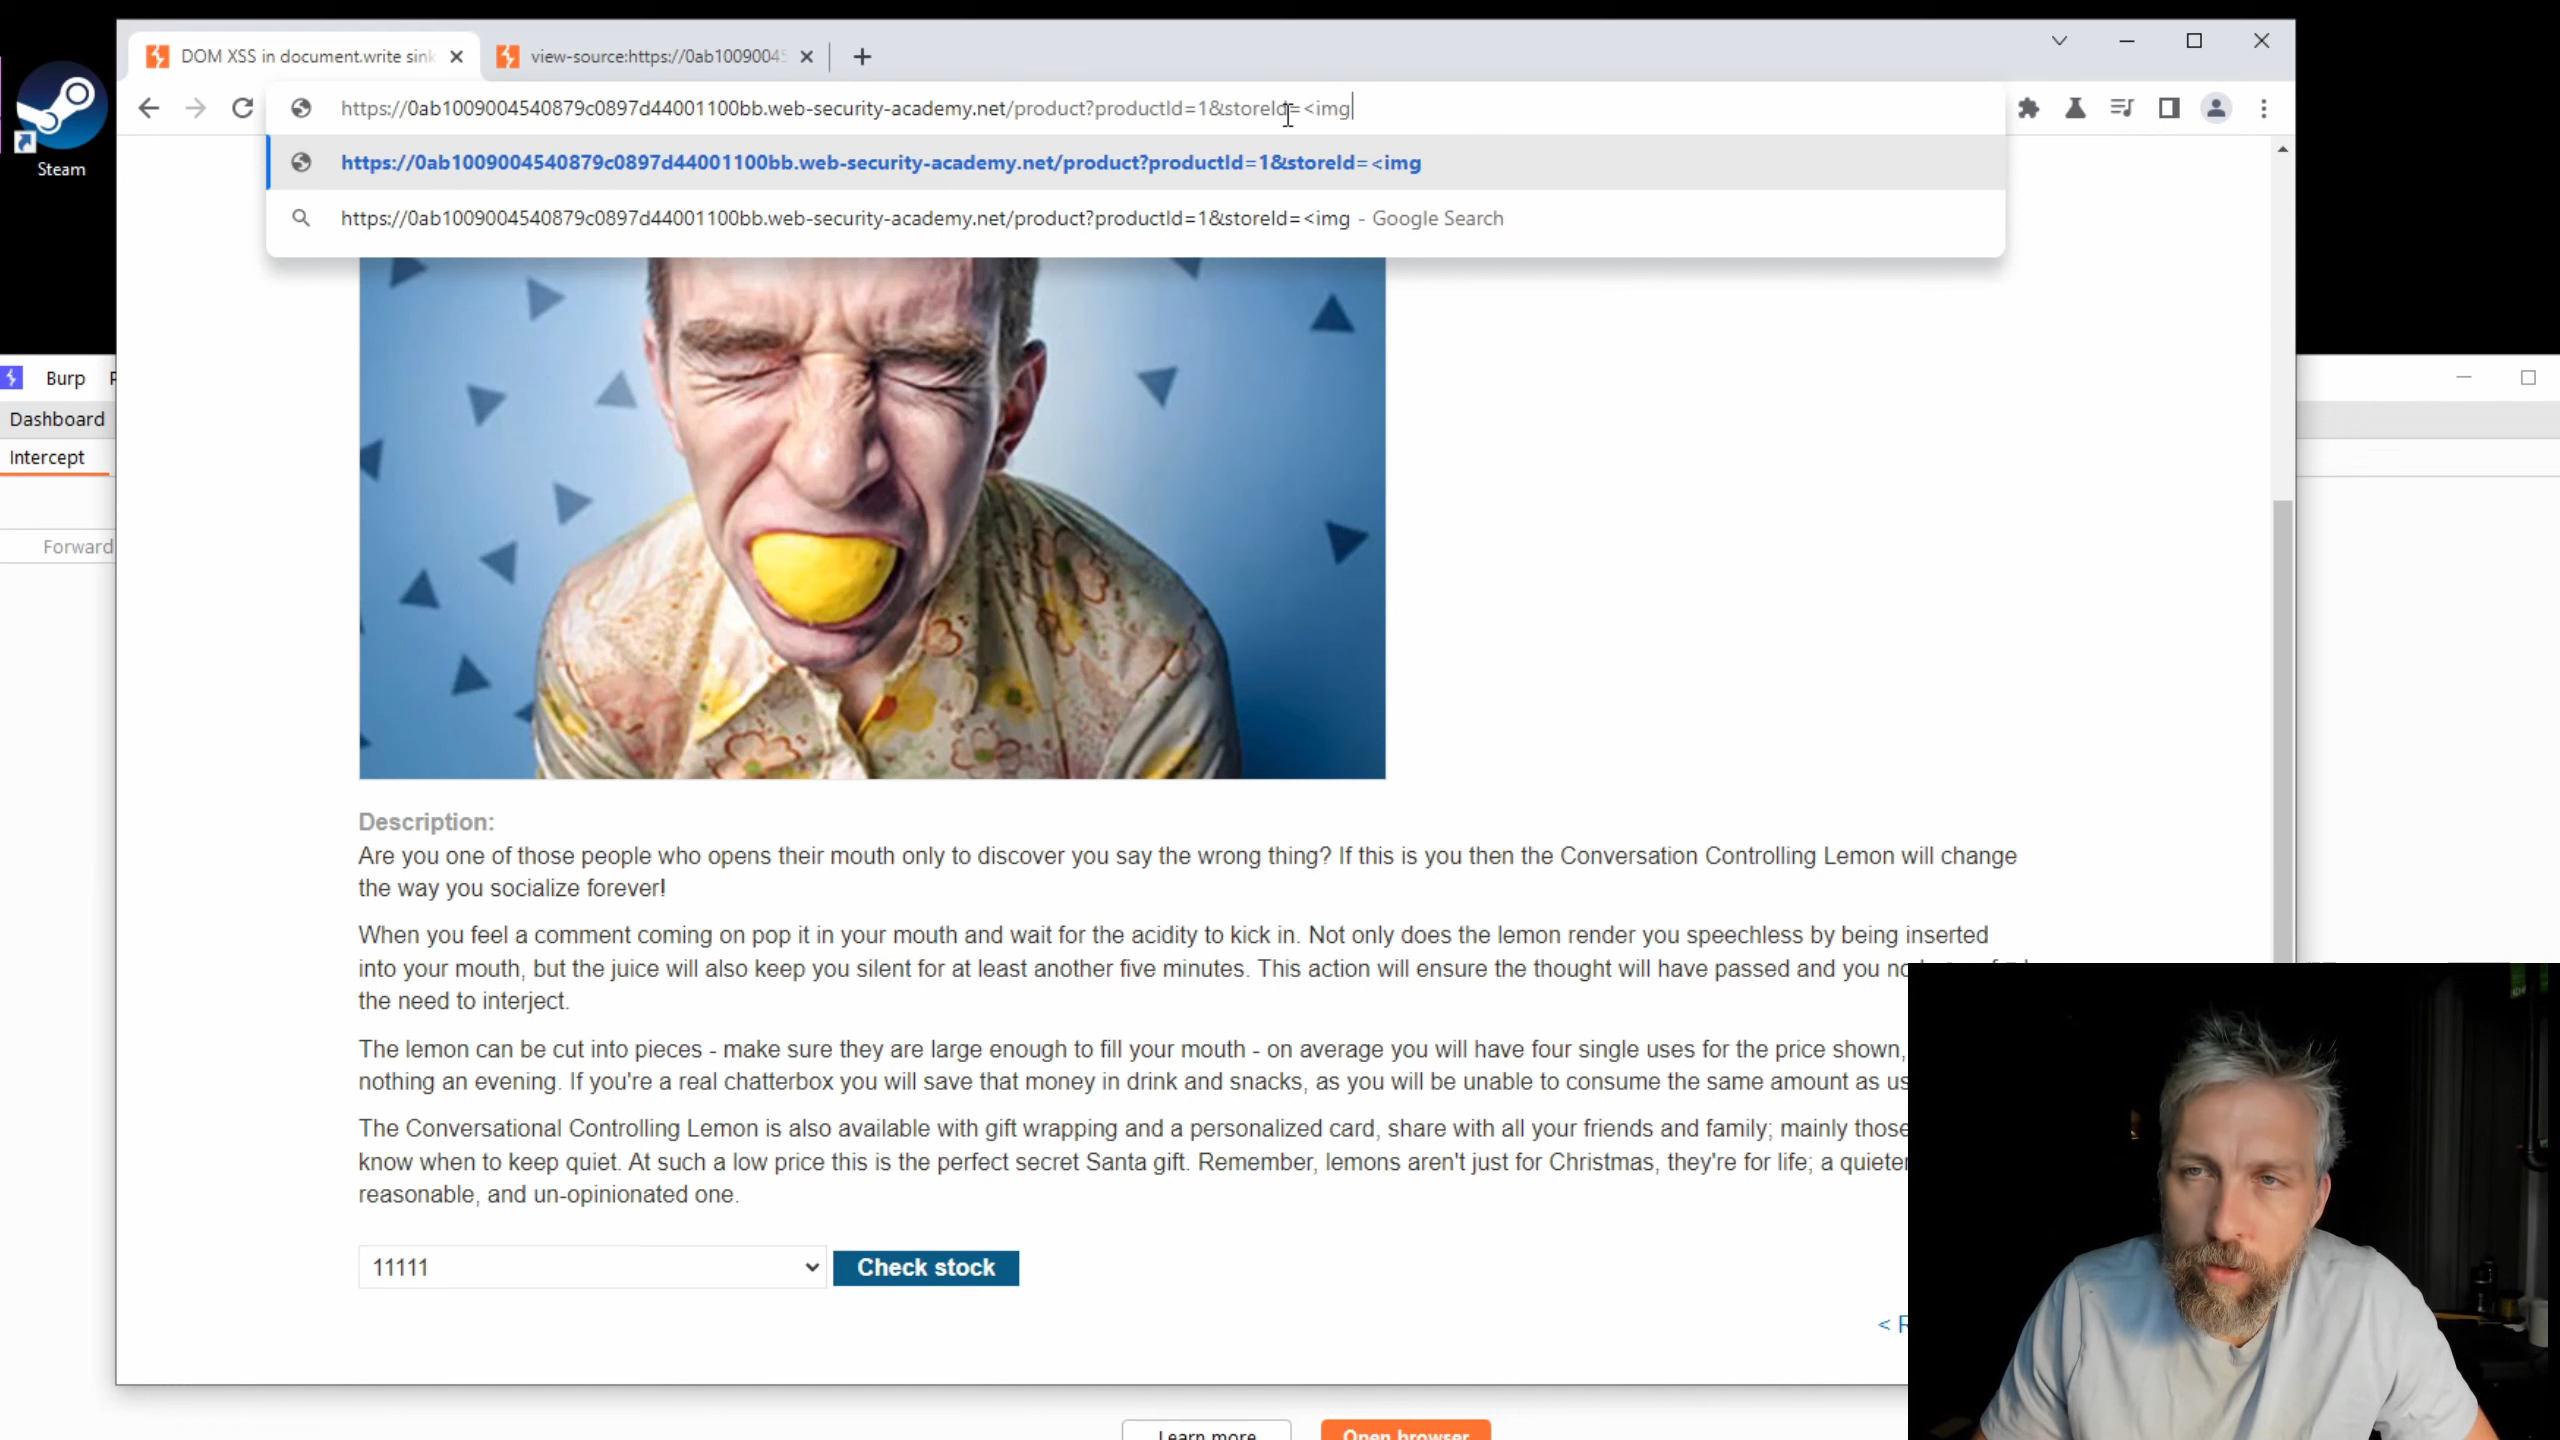 Steam
DOM XSS in document.write sink
view-source:https://0ab1009004
https://0ab1009004540879c0897d44001100bb.web-security-academy.net/product?productId=1&storeId=<img
https://0ab1009004540879c0897d44001100bb.web-security-academy.net/product?productId=1&storeId=<img
https://0ab1009004540879c0897d44001100bb.web-security-academy.net/product?productId=1&storeId=<img - Google Search
Burp
Dashboard
Intercept
Forward
Description:
Are you one of those people who opens their mouth only to discover you say the wrong thing? If this is you then the Conversation Controlling Lemon will change
the way you socialize forever!
When you feel a comment coming on pop it in your mouth and wait for the acidity to kick in. Not only does the lemon render you speechless by being inserted
into your mouth, but the juice will also keep you silent for at least another five minutes. This action will ensure the thought will have passed and you
the need to interject.
The lemon can be cut into pieces - make sure they are large enough to fill your mouth - on average you will have four single uses for the price shown,
nothing an evening. If you're a real chatterbox you will save that money in drink and snacks, as you will be unable to consume the same amount as
The Conversational Controlling Lemon is also available with gift wrapping and a personalized card, share with all your friends and family; mainly those
know when to keep quiet. At such a low price this is the perfect secret Santa gift. Remember, lemons aren't just for Christmas, they're for life; a quieter
reasonable, and un-opinionated one.
11111
Check stock
< R
Learn more
Open browser